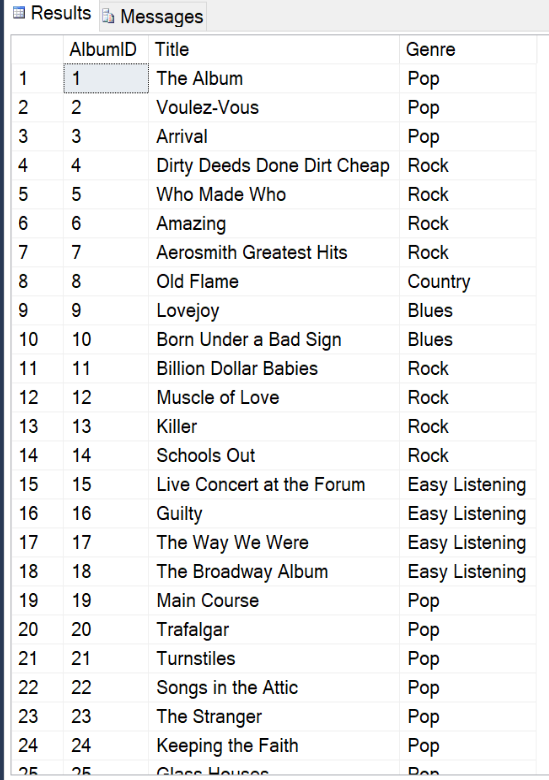 Results Messages
AlbumID Title Genre
1 1 The Album Pop
2 2 Voulez-Vous Pop
3 3 Arrival Pop
4 4 Dirty Deeds Done Dirt Cheap Rock
5 5 Who Made Who Rock
6 6 Amazing Rock
7 7 Aerosmith Greatest Hits Rock
8 8 Old Flame Country
9 9 Lovejoy Blues
10 10 Born Under a Bad Sign Blues
11 11 Billion Dollar Babies Rock
12 12 Muscle of Love Rock
13 13 Killer Rock
14 14 Schools Out Rock
15 15 Live Concert at the Forum Easy Listening
16 16 Guilty Easy Listening
17 17 The Way We Were Easy Listening
18 18 The Broadway Album Easy Listening
19 19 Main Course Pop
20 20 Trafalgar Pop
21 21 Turnstiles Pop
22 22 Songs in the Attic Pop
23 23 The Stranger Pop
24 24 Keeping the Faith Pop
25 25 Glass Houses Pop